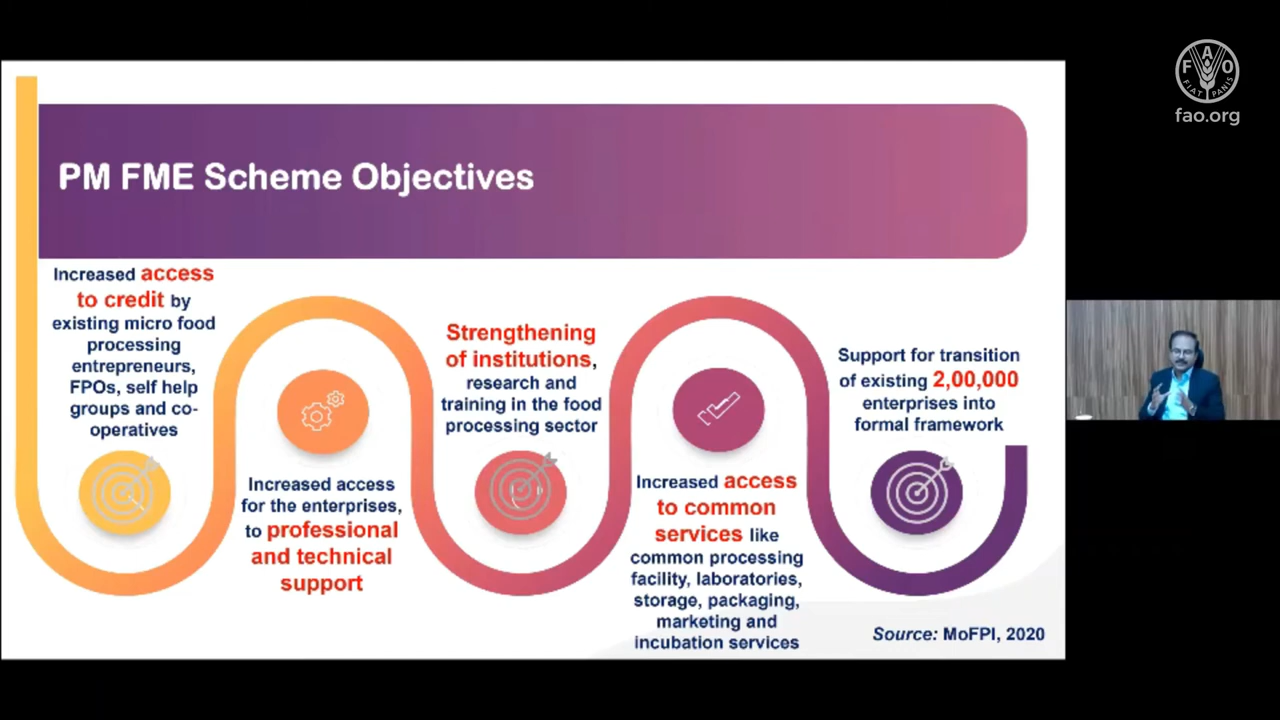 F A O
FIAT PANIS
fao.org
PM FME Scheme Objectives
Increased access
to credit by
existing micro food
processing
entrepreneurs,
FPOs, self help
groups and co-
operatives
Increased access
for the enterprises,
to professional
and technical
support
Strengthening
of institutions,
research and
training in the food
processing sector
Increased access
to common
services like
common processing
facility, laboratories,
storage, packaging,
marketing and
incubation services
Support for transition
of existing 2,00,000
enterprises into
formal framework
Source: MoFPI, 2020